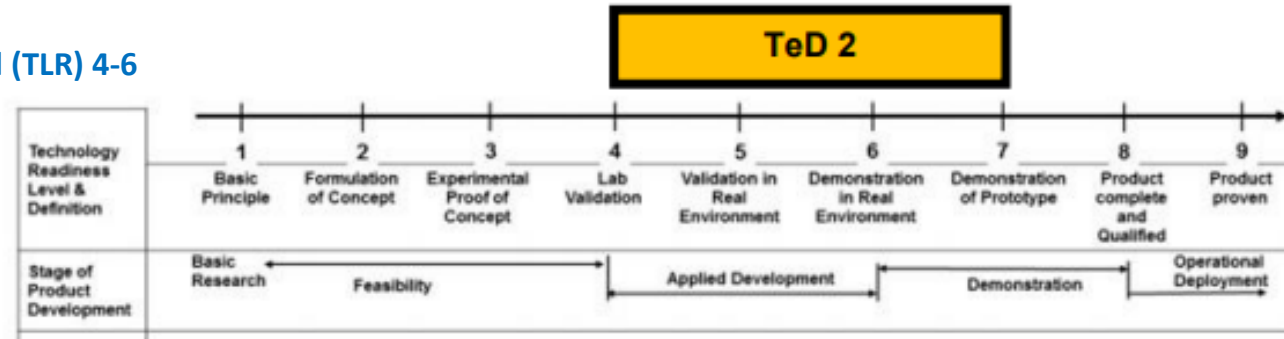 TeD 2
(TLR) 4-6
Technology
Readiness
Level &
Definition
1 2 3 4 5 6 7 8 9
Basic
Principle
Formulation
of Concept
Experimental
Proof of
Concept
Lab
Validation
Validation in
Real
Environment
Demonstration
in Real
Environment
Demonstration
of Prototype
Product
complete
and
Qualified
Product
proven
Stage of
Product
Development
Basic
Research
Feasibility
Applied Development
Demonstration
Operational
Deployment